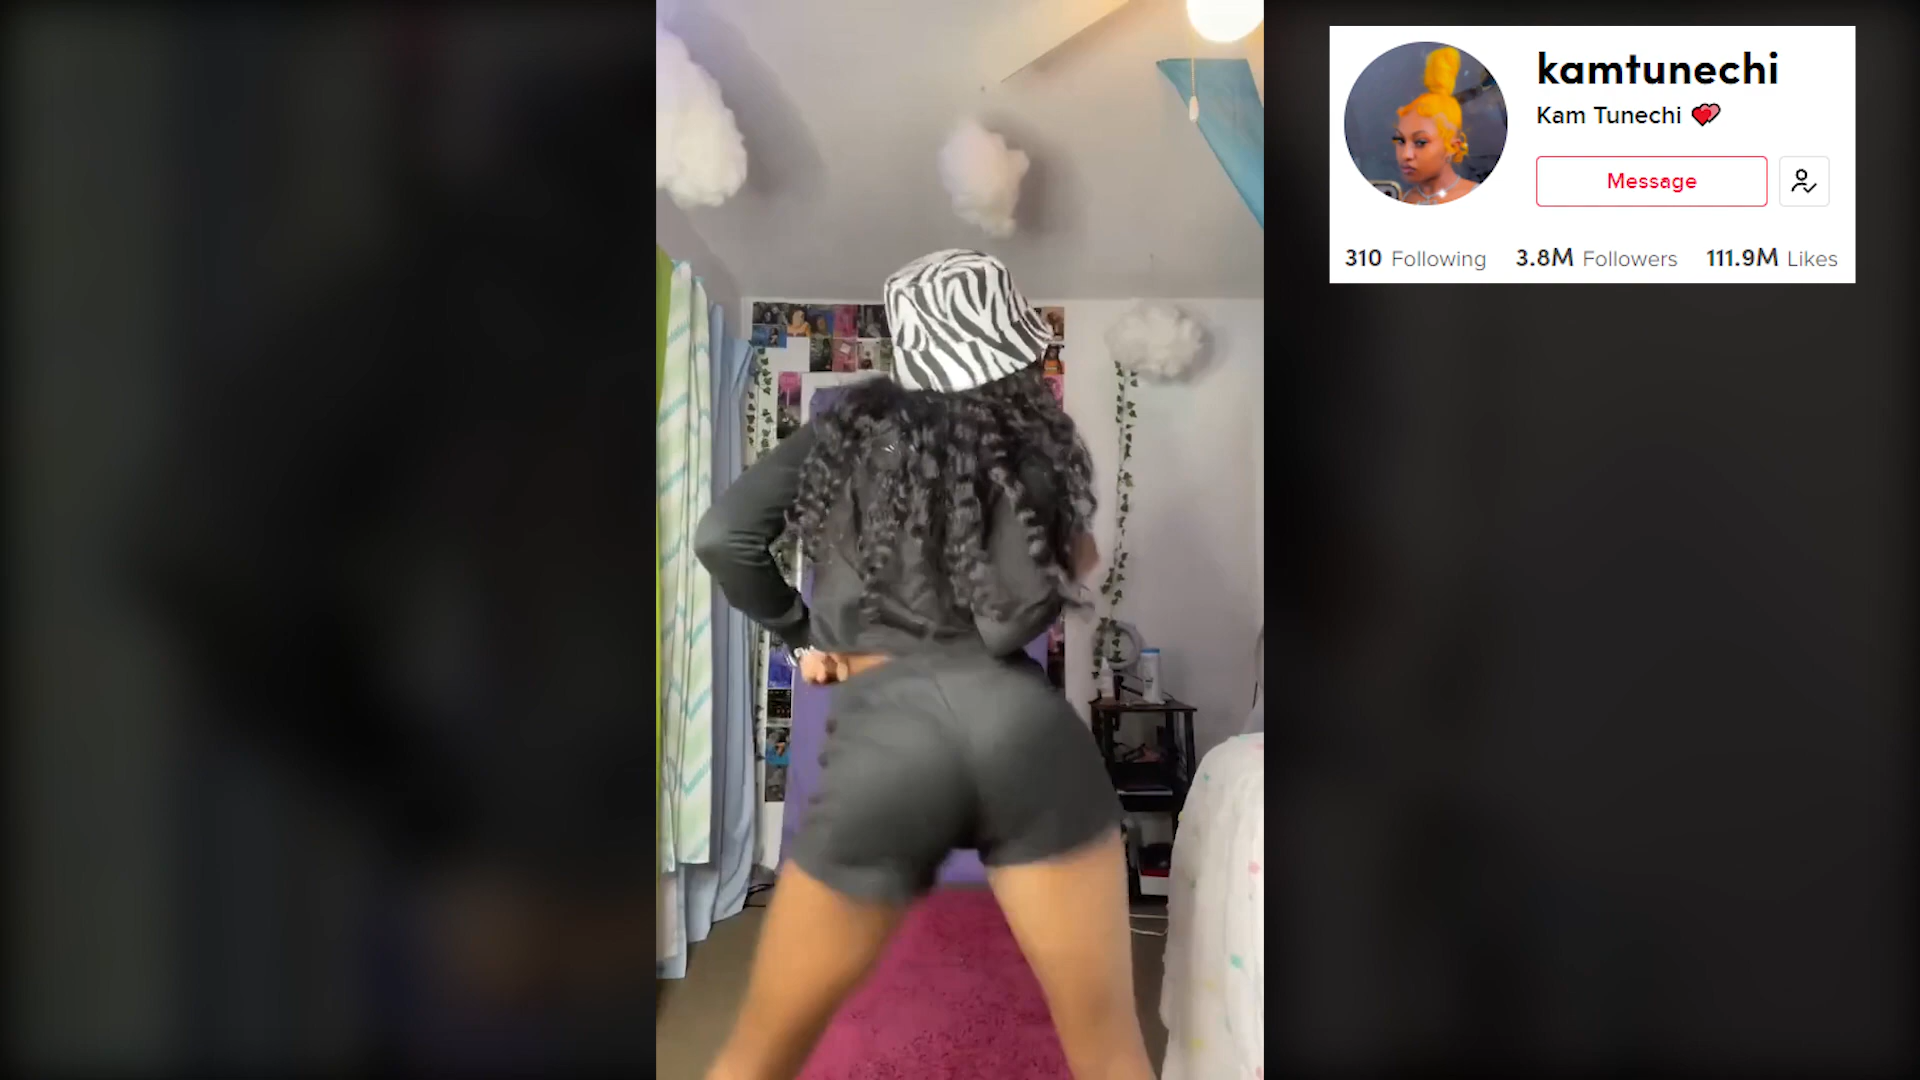 kamtunechi
Kam Tunechi 💕
Message
310 Following 3.8M Followers 111.9M Likes